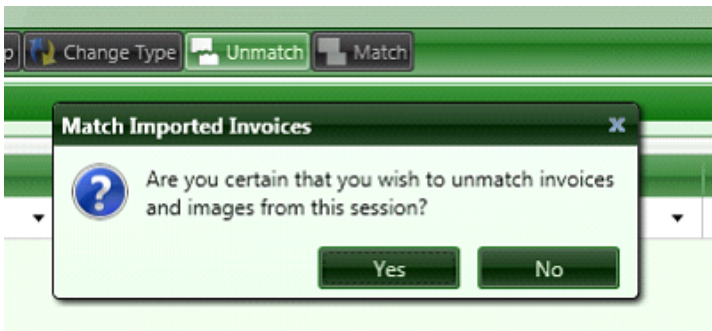 p Change Type Unmatch Match
Match Imported Invoices x
? Are you certain that you wish to unmatch invoices
and images from this session?
Yes No